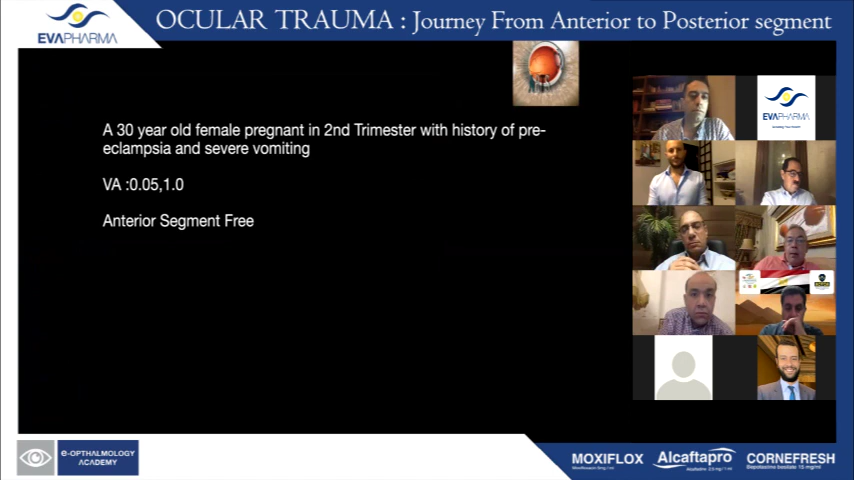 EVAPHARMA
OCULAR TRAUMA : Journey From Anterior to Posterior segment
A 30 year old female pregnant in 2nd Trimester with history of pre-
eclampsia and severe vomiting
VA :0.05,1.0
Anterior Segment Free
EVAPHARMA
e-OPTHALMOLOGY
ACADEMY
MOXIFLOX
Alcaftapro
CORNEFRESH